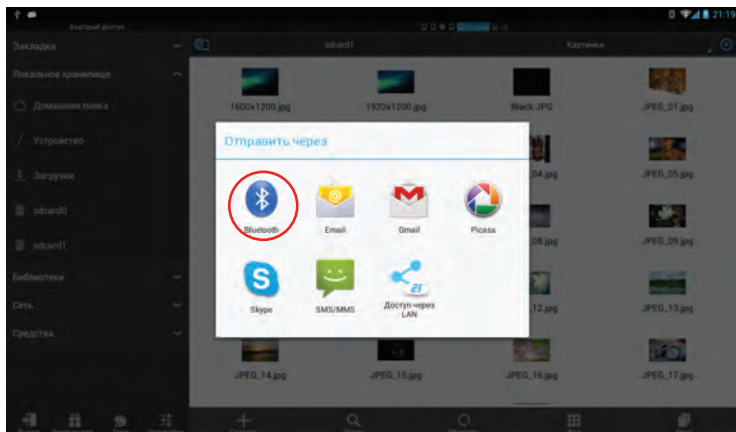 21:19
Быстрый доступ
Закладки
sdcard1
Картинки
Локальное хранилище
Домашняя папка
1600x1200.jpg
1920x1200.jpg
Black.JPG
JPEG_01.jpg
Устройство
Отправить через
Загрузки
04.jpg
JPEG_05.jpg
sdcard0
Bluetooth
Email
Gmail
Picasa
sdcard1
08.jpg
JPEG_09.jpg
Библиотеки
Сеть
Skype
SMS/MMS
Доступ через
LAN
12.jpg
JPEG_13.jpg
Средства
JPEG_14.jpg
JPEG_15.jpg
JPEG_16.jpg
JPEG_17.jpg